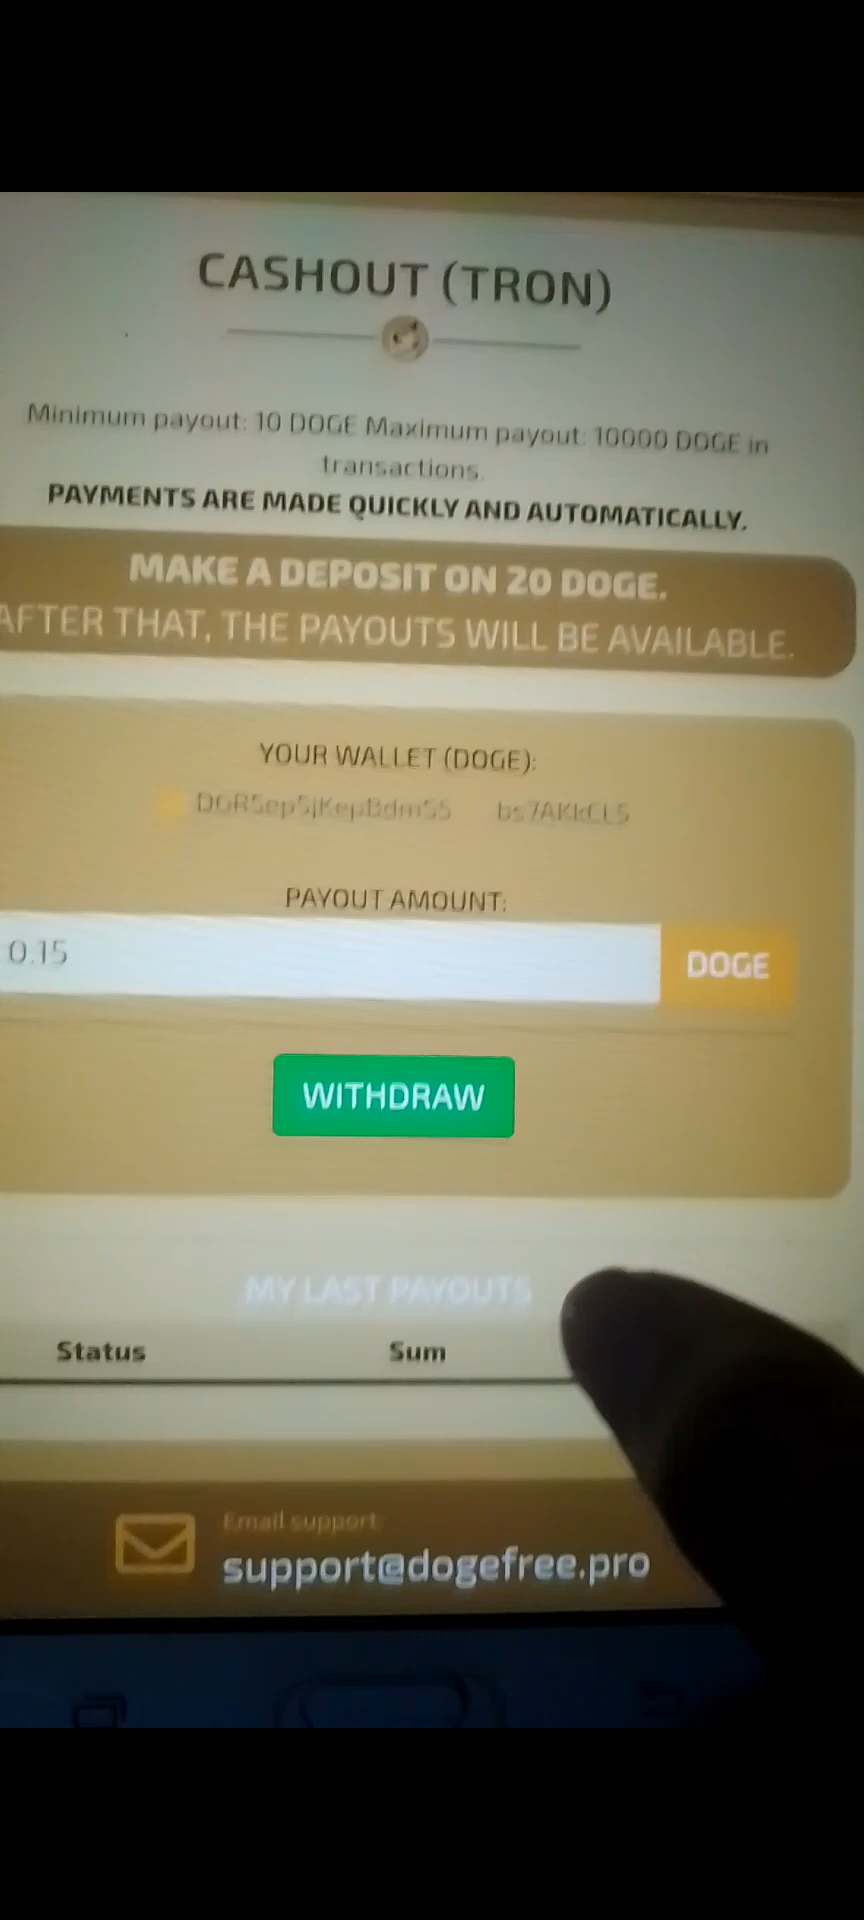 CASHOUT (TRON)
Minimum payout: 10 DOGE Maximum payout: 10000 DOGE in
transactions.
PAYMENTS ARE MADE QUICKLY AND AUTOMATICALLY.
MAKE A DEPOSIT ON 20 DOGE.
AFTER THAT, THE PAYOUTS WILL BE AVAILABLE.
YOUR WALLET (DOGE):
PAYOUT AMOUNT:
0.15 DOGE
WITHDRAW
MY LAST PAYOUTS
Status Sum
Email support:
support@dogefree.pro